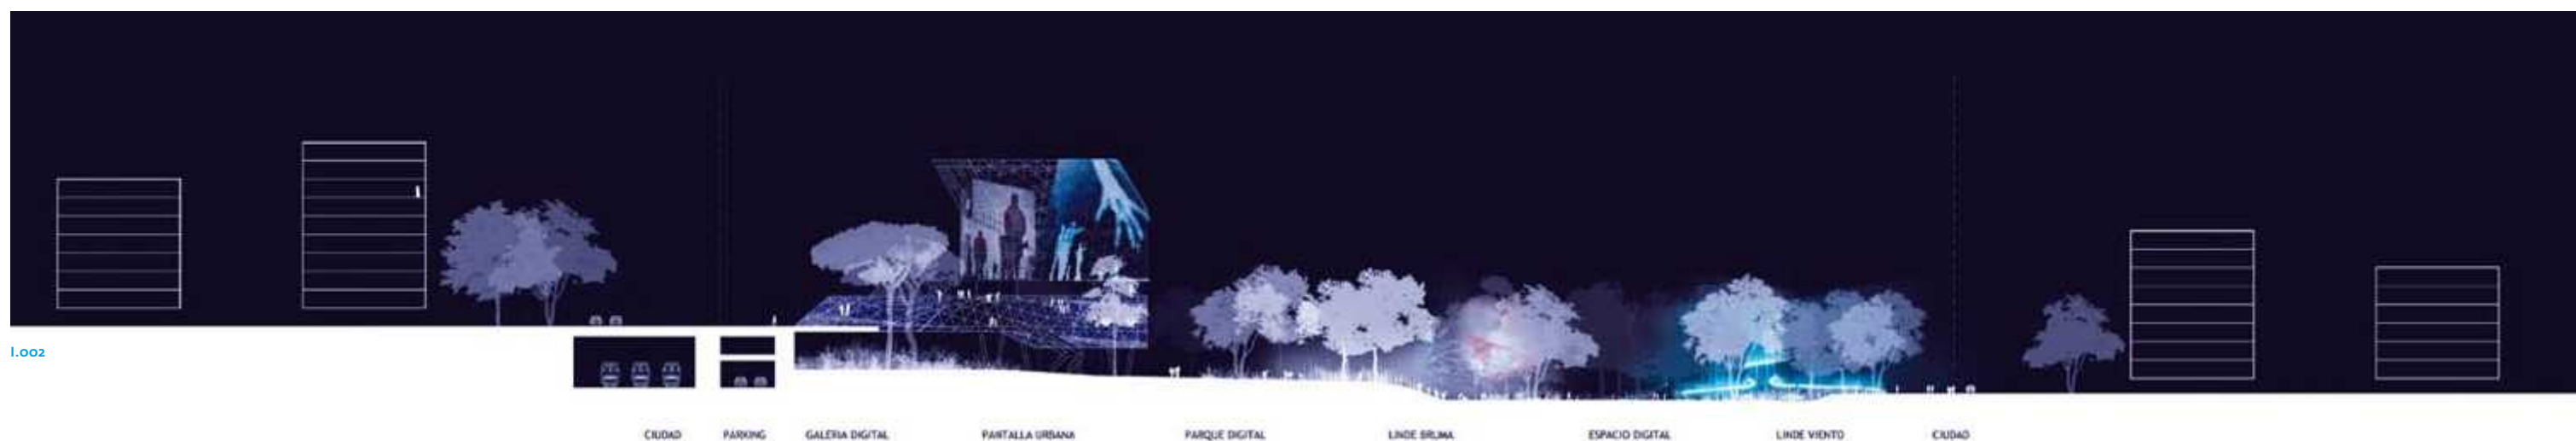 I.002
CIUDAD PARKING GALERIA DIGITAL PANTALLA URBANA PARQUE DIGITAL LINDE BRUMA ESPACIO DIGITAL LINDE VIENTO CIUDAD